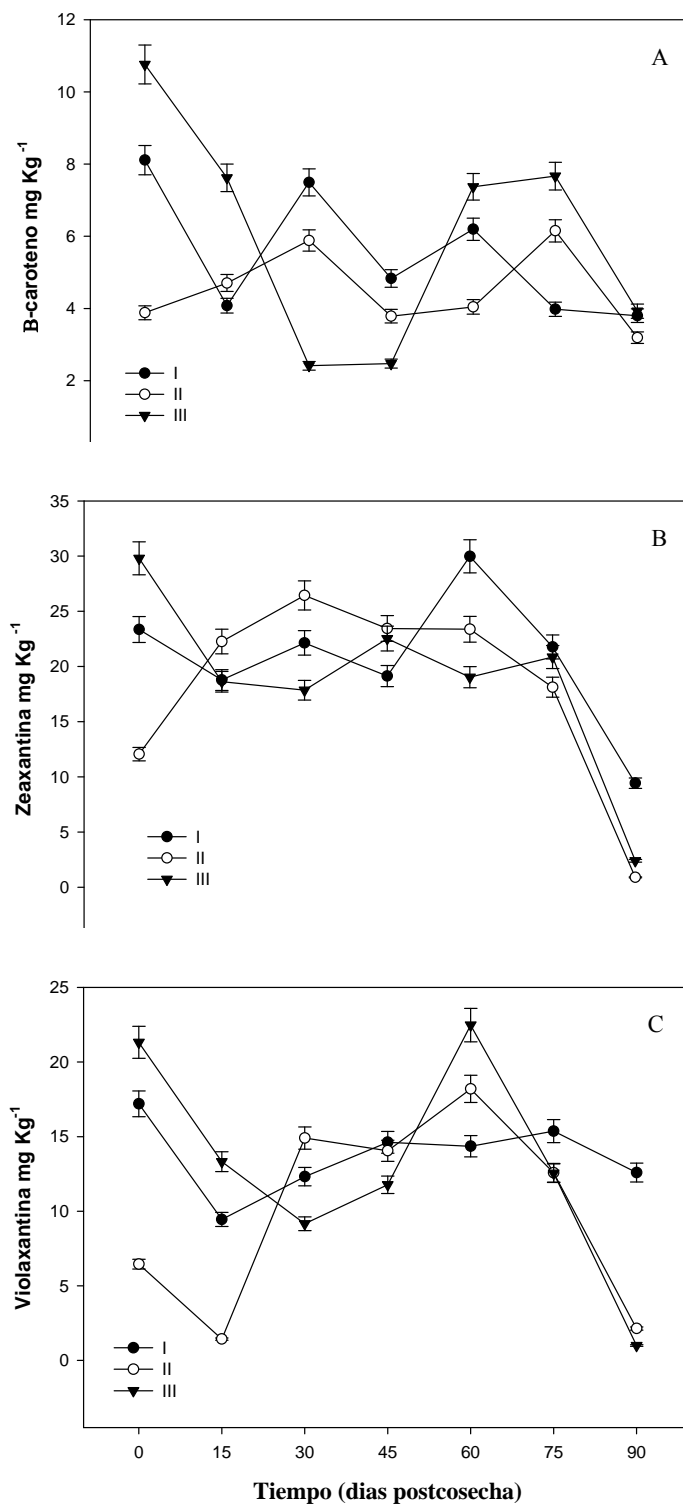 12
A
10
8
6
4
2
B-caroteno mg Kg⁻¹
I
II
III
35
B
30
25
20
15
10
5
0
Zeaxantina mg Kg⁻¹
I
II
III
25
C
20
15
10
5
0
Violaxantina mg Kg⁻¹
I
II
III
0 15 30 45 60 75 90
Tiempo (dias postcosecha)